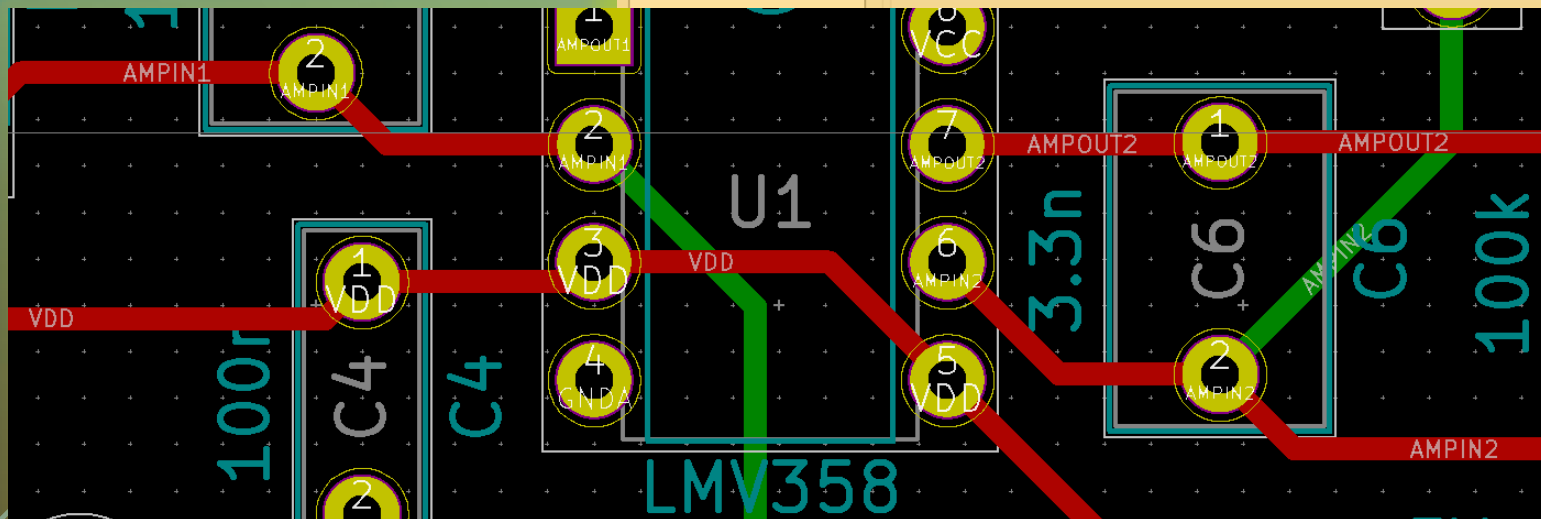 1
AMPOUT1
VCC
2
AMPIN1
AMPIN1
2
AMPIN1
7
AMPOUT2
AMPOUT2
1
AMPOUT2
AMPOUT2
U1
3
VDD
VDD
6
AMPIN2
3.3n
C6
AMPIN2
C6
100k
1
VDD
VDD
100n
C4
C4
4
GNDA
5
VDD
2
AMPIN2
AMPIN2
2
LMV358